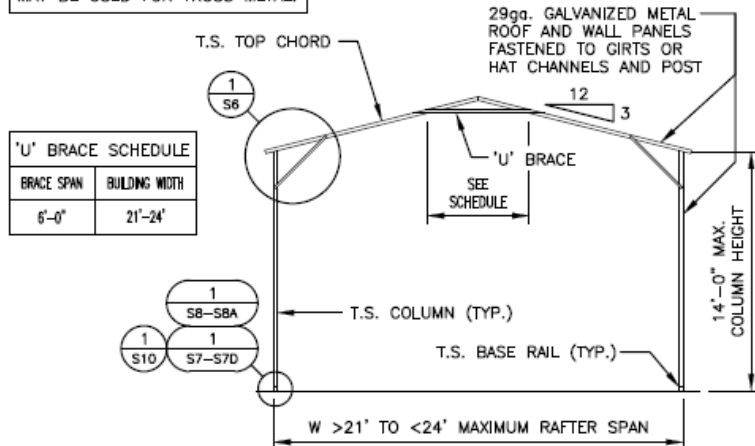 MAY BE USED FOR TRUSS METAL.
29ga. GALVANIZED METAL
ROOF AND WALL PANELS
FASTENED TO GIRTS OR
HAT CHANNELS AND POST
T.S. TOP CHORD
1
S6
12
3
'U' BRACE SCHEDULE
BRACE SPAN BUILDING WIDTH
6'-0" 21'-24'
'U' BRACE
SEE
SCHEDULE
14'-0" MAX.
COLUMN HEIGHT
1
S8-S8A
T.S. COLUMN (TYP.)
1
S10
1
S7-S7D
T.S. BASE RAIL (TYP.)
W >21' TO <24' MAXIMUM RAFTER SPAN